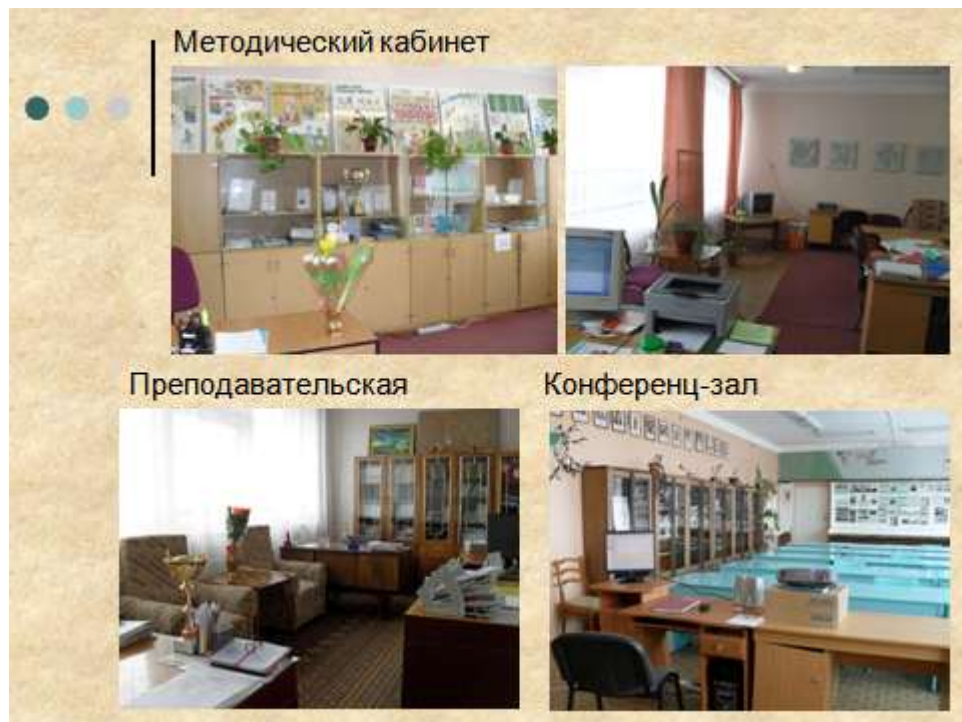 Методический кабинет
Преподавательская
Конференц-зал